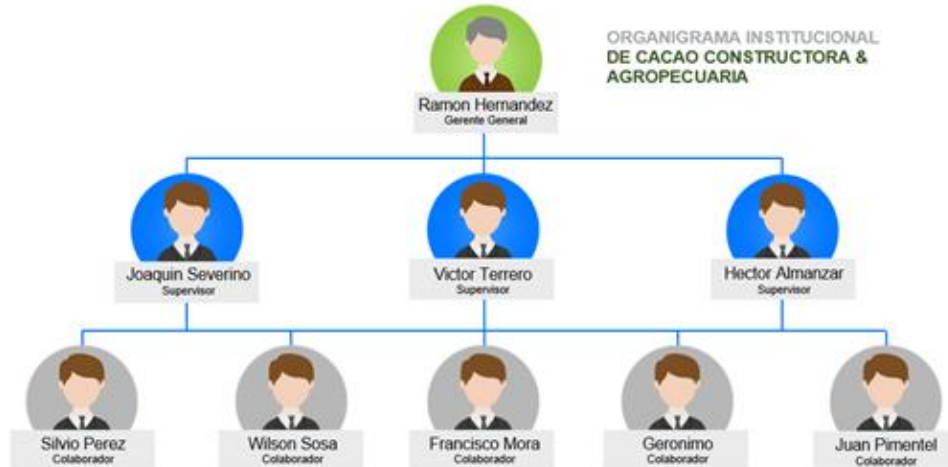 ORGANIGRAMA INSTITUCIONAL
DE CACAO CONSTRUCTORA &
AGROPECUARIA
Ramon Hernandez
Gerente General
Joaquin Severino
Supervisor
Victor Terrero
Supervisor
Hector Almanzar
Supervisor
Silvio Perez
Colaborador
Wilson Sosa
Colaborador
Francisco Mora
Colaborador
Geronimo
Colaborador
Juan Pimentel
Colaborador